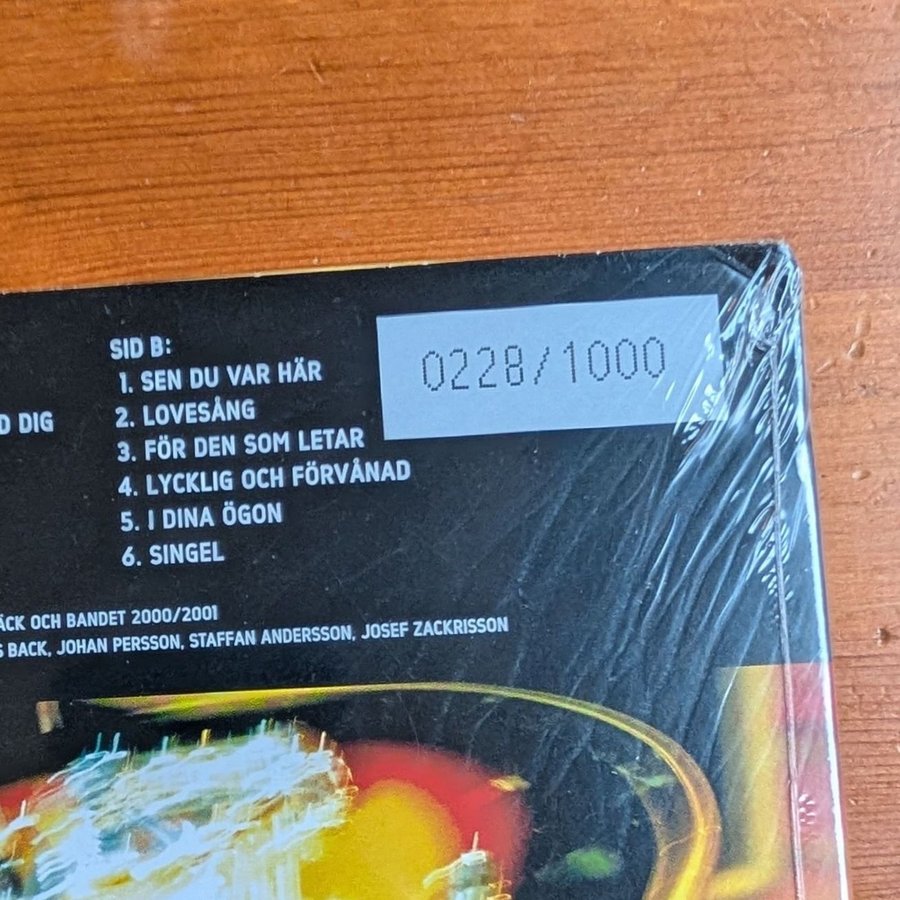 SID B:
1. SEN DU VAR HÄR
0228/1000
2. LOVESÅNG
D DIG
3. FÖR DEN SOM LETAR
4. LYCKLIG OCH FÖRVÅNAD
5. I DINA ÖGON
6. SINGEL
ÄCK OCH BANDET 2000/2001
S BACK, JOHAN PERSSON, STAFFAN ANDERSSON, JOSEF ZACKRISSON